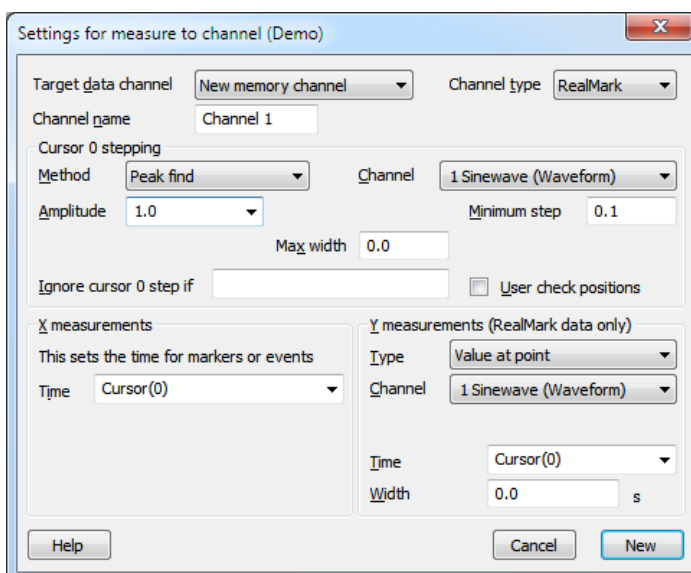 Settings for measure to channel (Demo)
Target data channel New memory channel Channel type RealMark
Channel name Channel 1
Cursor 0 stepping
Method Peak find Channel 1 Sinewave (Waveform)
Amplitude 1.0 Minimum step 0.1
Max width 0.0
Ignore cursor 0 step if User check positions
X measurements
This sets the time for markers or events
Time Cursor(0)
Y measurements (RealMark data only)
Type Value at point
Channel 1 Sinewave (Waveform)
Time Cursor(0)
Width 0.0 s
Help Cancel New